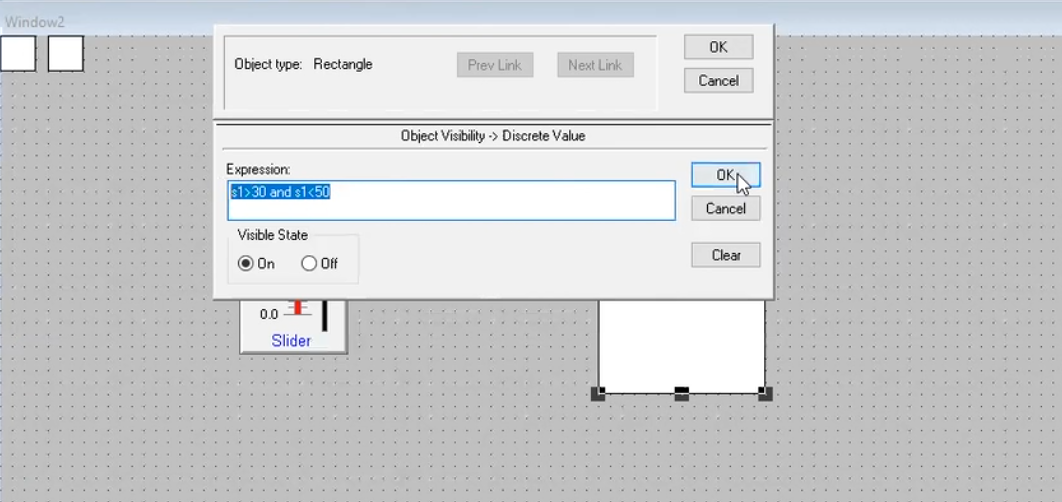 Window2
OK
Object type: Rectangle Prev Link Next Link
Cancel
Object Visibility -> Discrete Value
Expression:
s1>30 and s1<50
OK
Cancel
Visible State
On Off
Clear
0.0
Slider